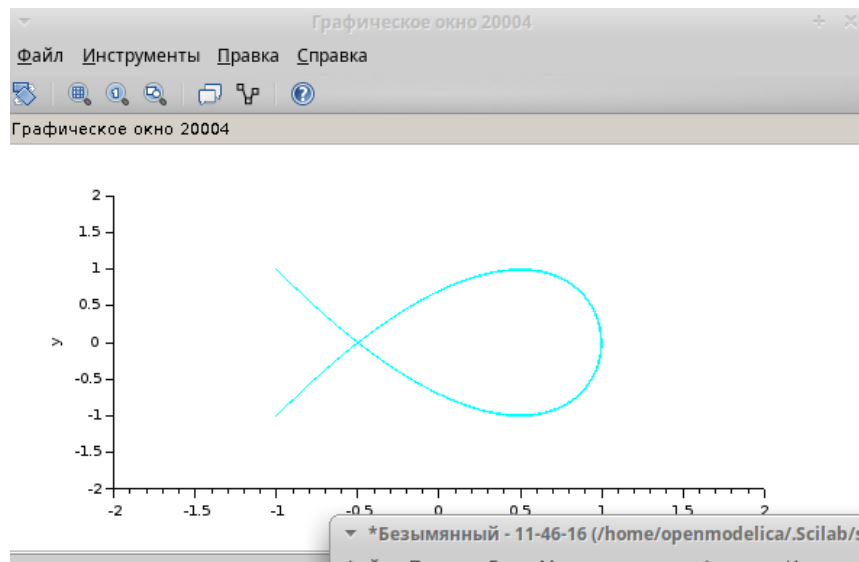 Графическое окно 20004
Файл Инструменты Правка Справка
Графическое окно 20004
2
1.5
1
0.5
0
-0.5
-1
-1.5
-2
y
-2 -1.5 -1 -0.5 0 0.5 1 1.5 2
*Безымянный - 11-46-16 (/home/openmodelica/.Scilab/s